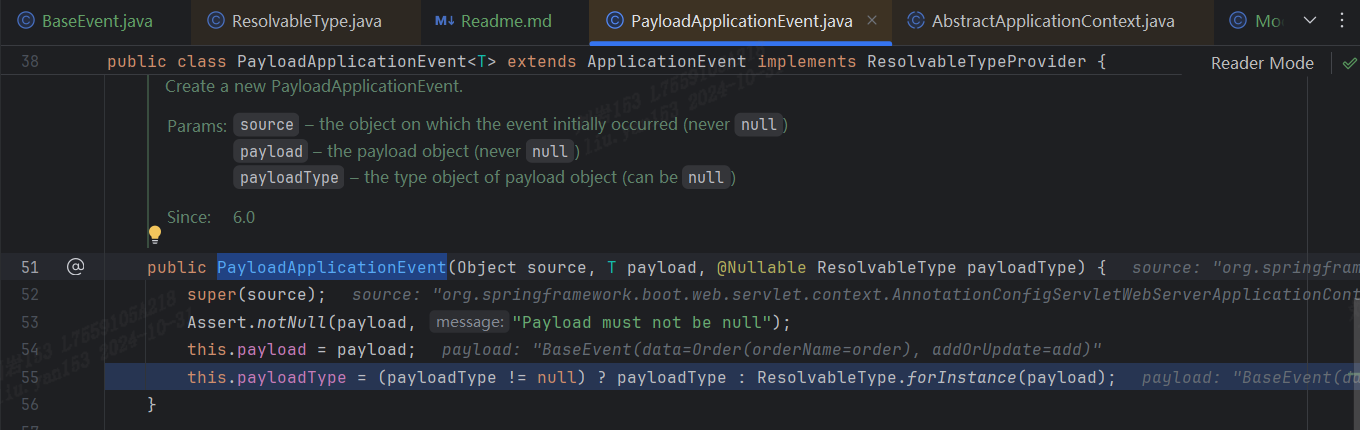 BaseEvent.java ResolvableType.java Readme.md PayloadApplicationEvent.java AbstractApplicationContext.java Mo
38 public class PayloadApplicationEvent<T> extends ApplicationEvent implements ResolvableTypeProvider {
Reader Mode
Create a new PayloadApplicationEvent.
Params: source – the object on which the event initially occurred (never null)
payload – the payload object (never null)
payloadType – the type object of payload object (can be null)
Since: 6.0
51 @ public PayloadApplicationEvent(Object source, T payload, @Nullable ResolvableType payloadType) { source: "org.springfram
52 super(source); source: "org.springframework.boot.web.servlet.context.AnnotationConfigServletWebServerApplicationCont
53 Assert.notNull(payload, message: "Payload must not be null");
54 this.payload = payload; payload: "BaseEvent(data=Order(orderName=order), addOrUpdate=add)"
55 this.payloadType = (payloadType != null) ? payloadType : ResolvableType.forInstance(payload); payload: "BaseEvent(da
56 }